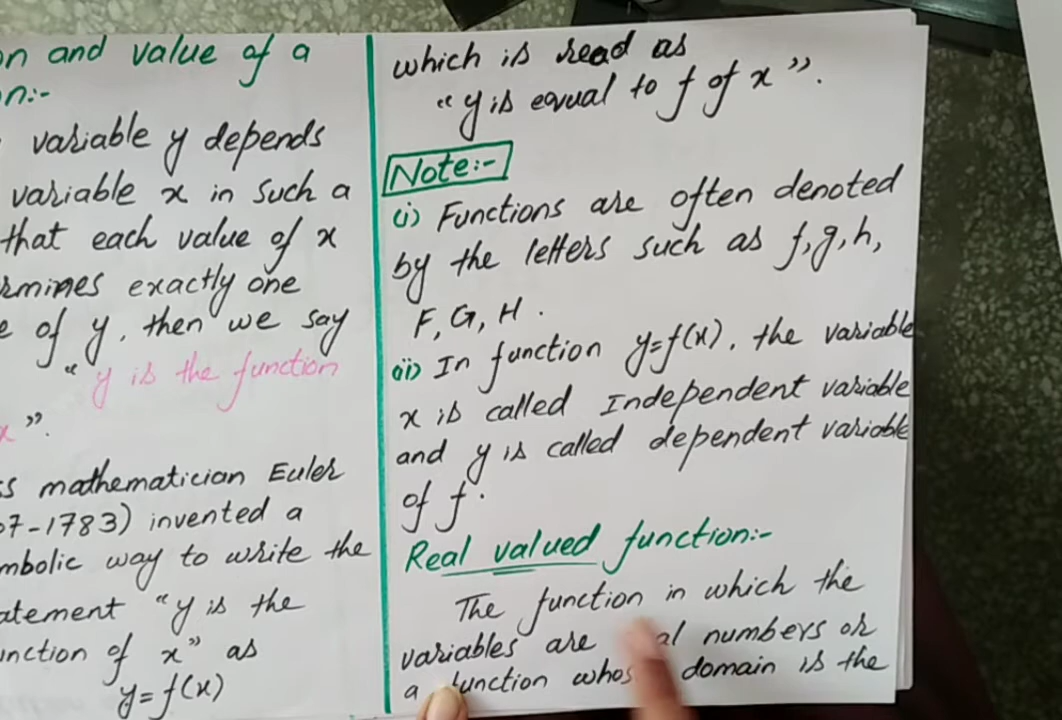 on and value of a
n:-
variable y depends
variable x in such a
that each value of x
rmines exactly one
e of y, then we say
"y is the function
x".
ss mathematician Euler
07-1783) invented a
mbolic way to write the
atement "y is the
unction of x" as
y=f(x)
which is read as
"y is equal to f of x".
Note:-
(i) Functions are often denoted
by the letters such as f,g,h,
F, G, H.
(ii) In function y=f(x), the variable
x is called Independent variable
and y is called dependent variable
of f.
Real valued function:-
The function in which the
variables are al numbers or
a function whos domain is the